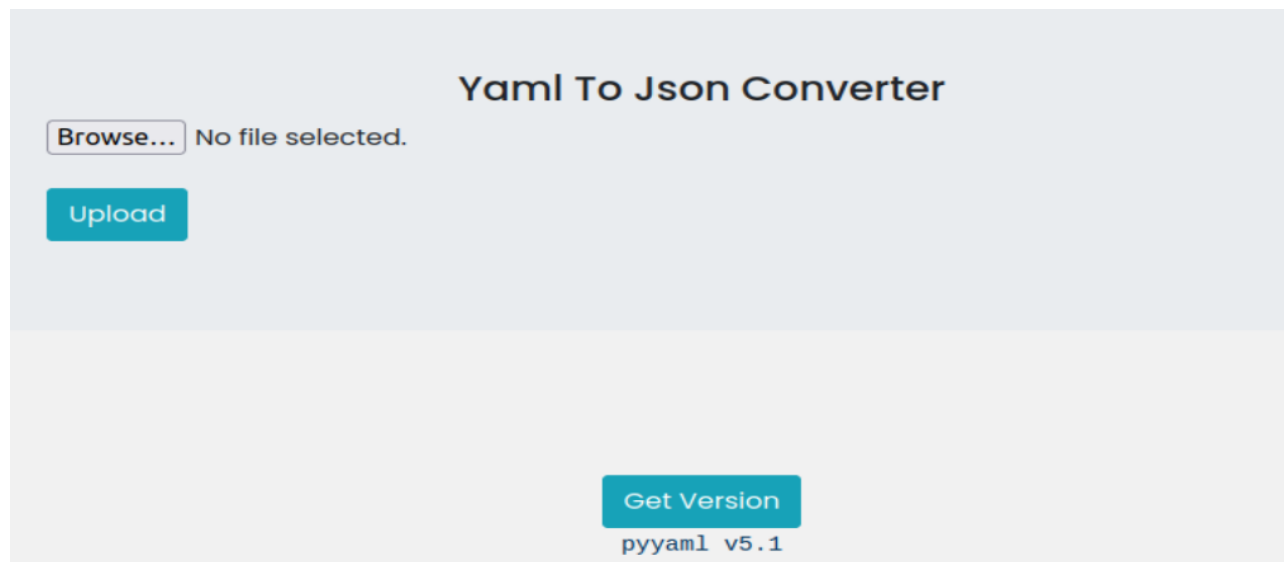 Yaml To Json Converter
Browse... No file selected.
Upload
Get Version
pyyaml v5.1